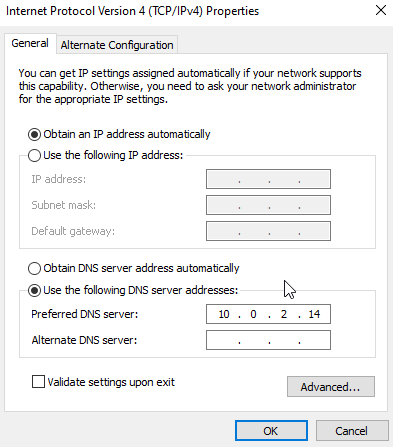 Internet Protocol Version 4 (TCP/IPv4) Properties
General
Alternate Configuration
You can get IP settings assigned automatically if your network supports
this capability. Otherwise, you need to ask your network administrator
for the appropriate IP settings.
Obtain an IP address automatically
Use the following IP address:
IP address: . . .
Subnet mask: . . .
Default gateway: . . .
Obtain DNS server address automatically
Use the following DNS server addresses:
Preferred DNS server: 10 . 0 . 2 . 14
Alternate DNS server: . . .
Validate settings upon exit
Advanced...
OK
Cancel